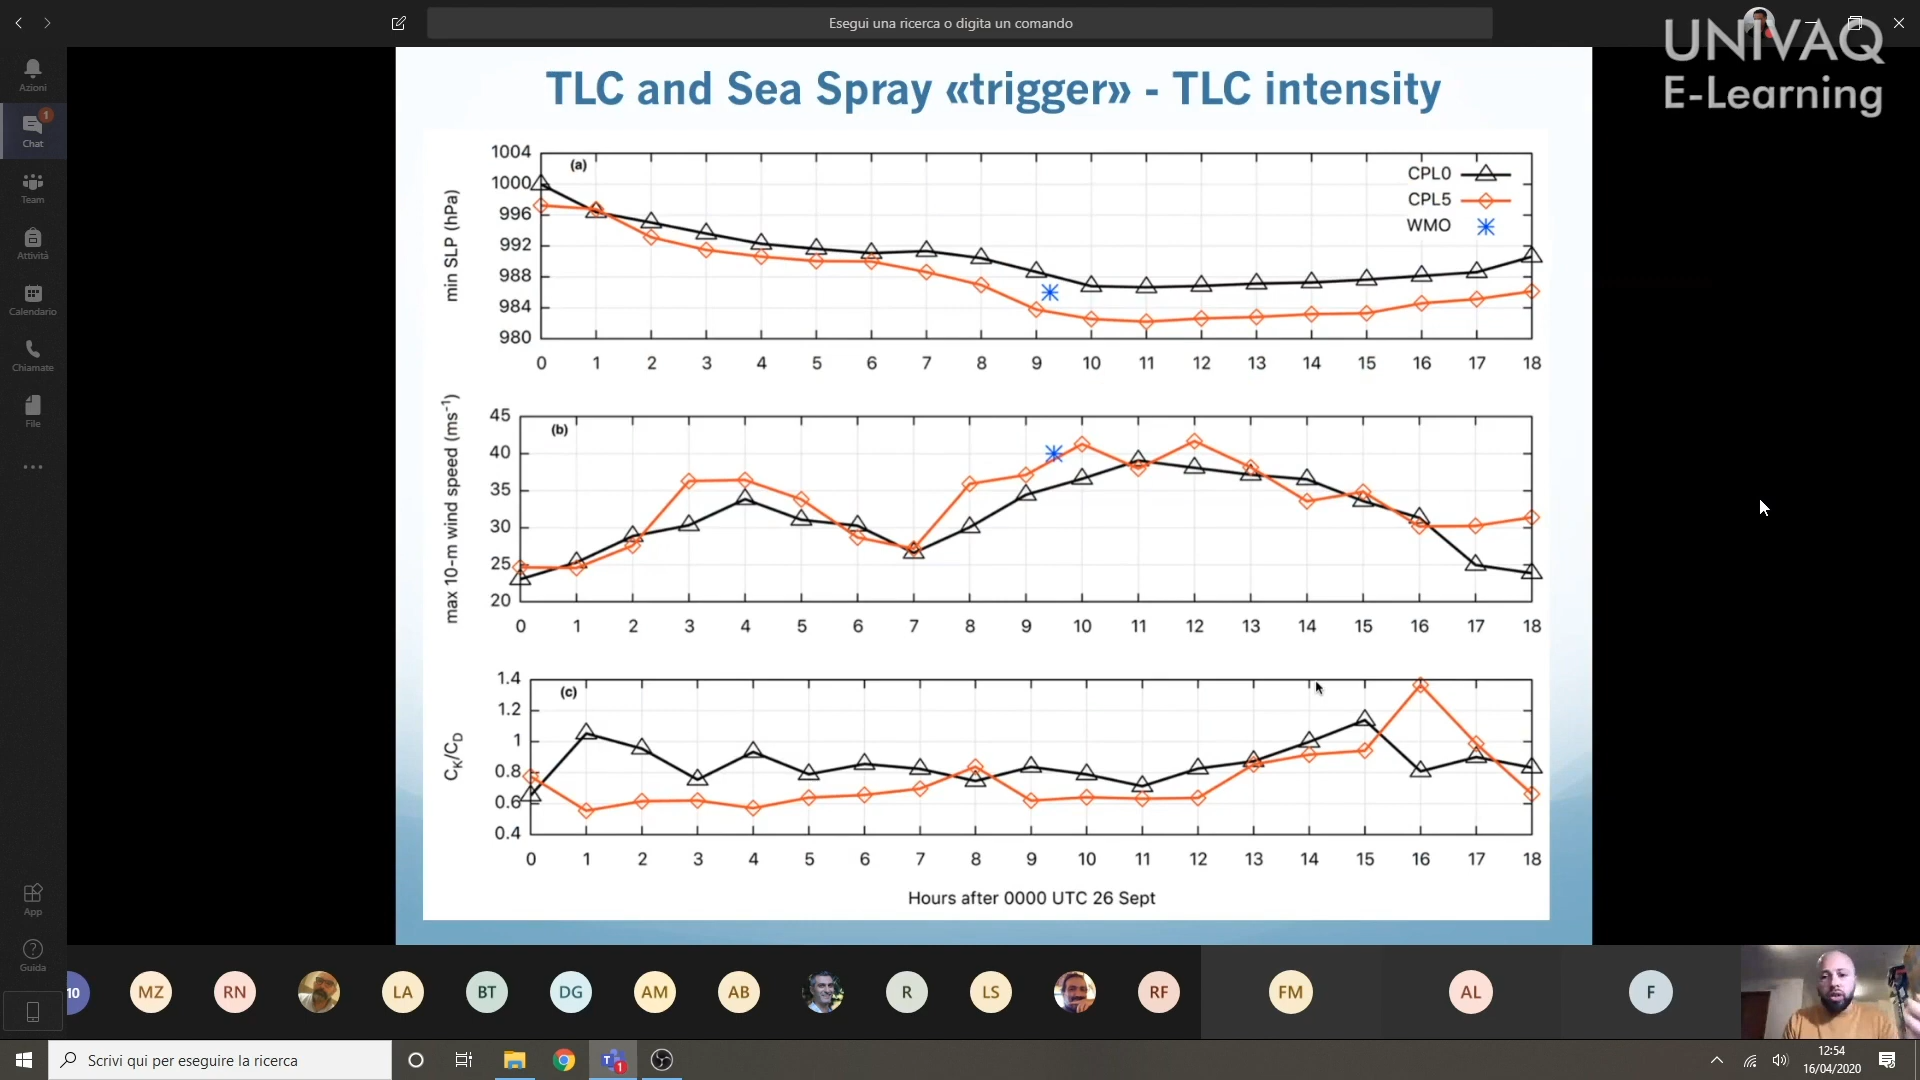 Esegui una ricerca o digita un comando
UNIVAQ
E-Learning
Azioni
1
Chat
Team
Attività
Calendario
Chiamate
File
App
Guida
TLC and Sea Spray «trigger» - TLC intensity
(a)
CPL0
CPL5
WMO
min SLP (hPa)
1004
1000
996
992
988
984
980
0 1 2 3 4 5 6 7 8 9 10 11 12 13 14 15 16 17 18
(b)
max 10-m wind speed (ms⁻¹)
45
40
35
30
25
20
0 1 2 3 4 5 6 7 8 9 10 11 12 13 14 15 16 17 18
(c)
C_K/C_D
1.4
1.2
1
0.8
0.6
0.4
0 1 2 3 4 5 6 7 8 9 10 11 12 13 14 15 16 17 18
Hours after 0000 UTC 26 Sept
10 MZ RN LA BT DG AM AB R LS RF FM AL F
Scrivi qui per eseguire la ricerca
1
12:54
16/04/2020